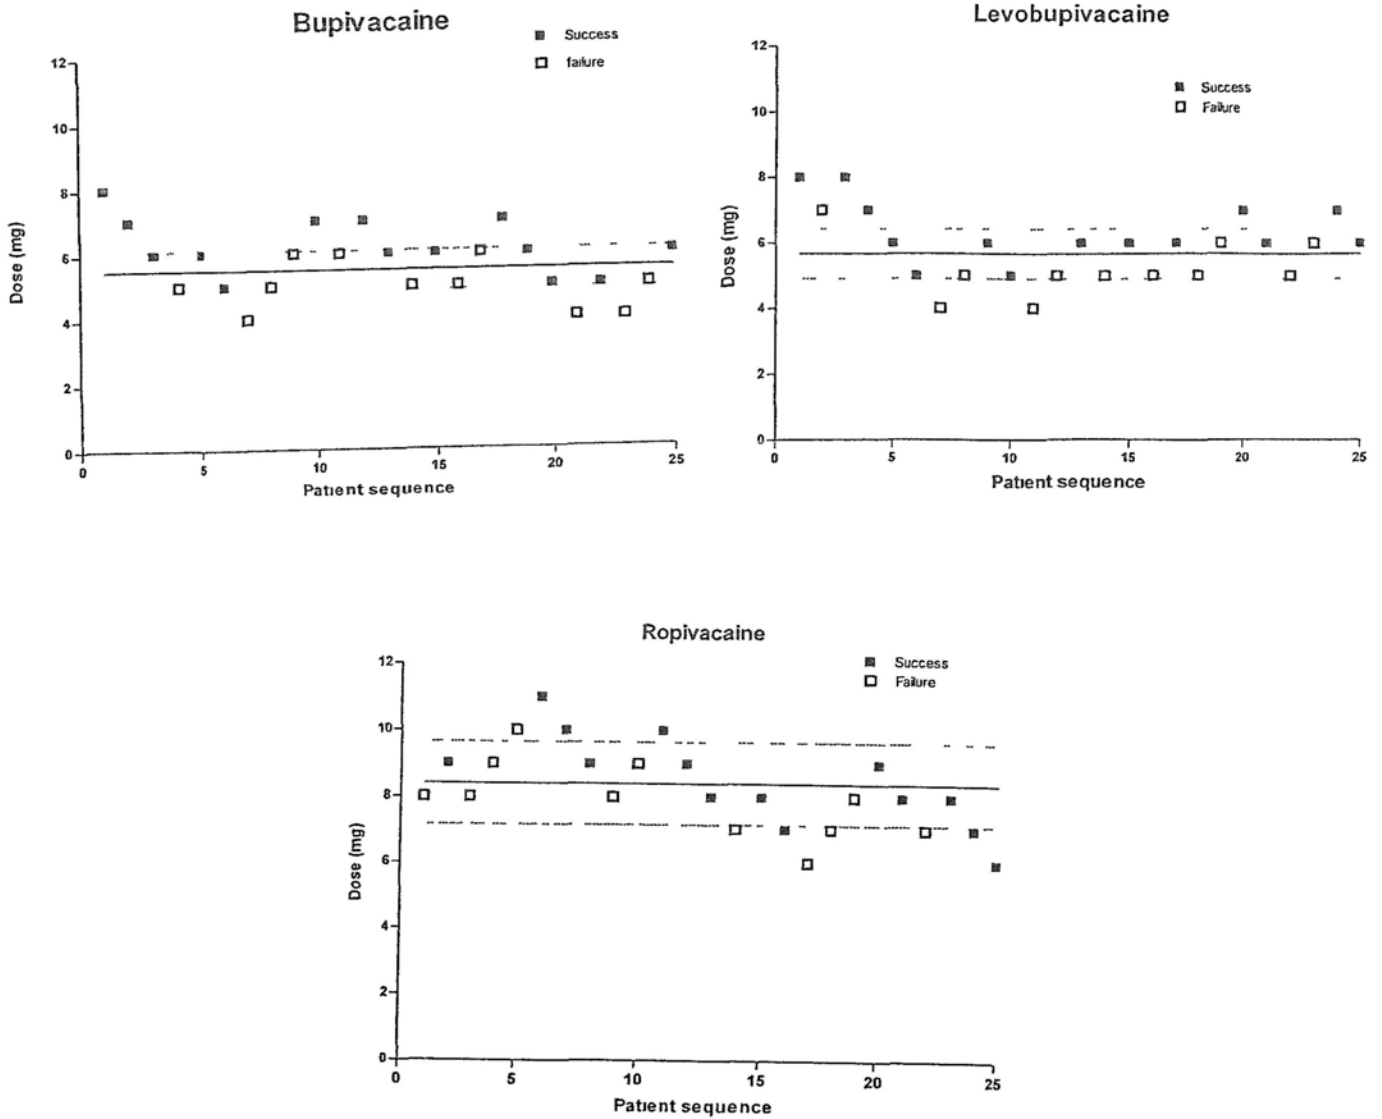 Bupivacaine
Success
failure
12
10
8
6
4
2
0
Dose (mg)
0 5 10 15 20 25
Patient sequence
Levobupivacaine
Success
Failure
12
10
8
6
4
2
0
Dose (mg)
0 5 10 15 20 25
Patient sequence
Ropivacaine
Success
Failure
12
10
8
6
4
2
0
Dose (mg)
0 5 10 15 20 25
Patient sequence